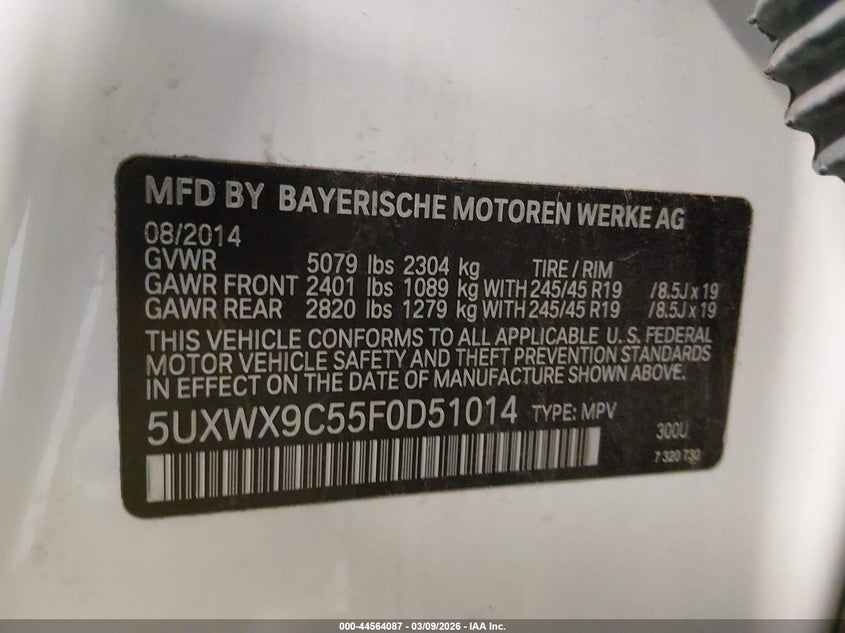 MFD BY BAYERISCHE MOTOREN WERKE AG
08/2014
GVWR 5079 lbs 2304 kg TIRE / RIM
GAWR FRONT 2401 lbs 1089 kg WITH 245/45 R19 /8.5J x 19
GAWR REAR 2820 lbs 1279 kg WITH 245/45 R19 /8.5J x 19
THIS VEHICLE CONFORMS TO ALL APPLICABLE U. S. FEDERAL
MOTOR VEHICLE SAFETY AND THEFT PREVENTION STANDARDS
IN EFFECT ON THE DATE OF MANUFACTURE SHOWN ABOVE.
5UXWX9C55F0D51014 TYPE: MPV
300U
7 320 730
000-44564087 - 03/09/2026 - IAA Inc.